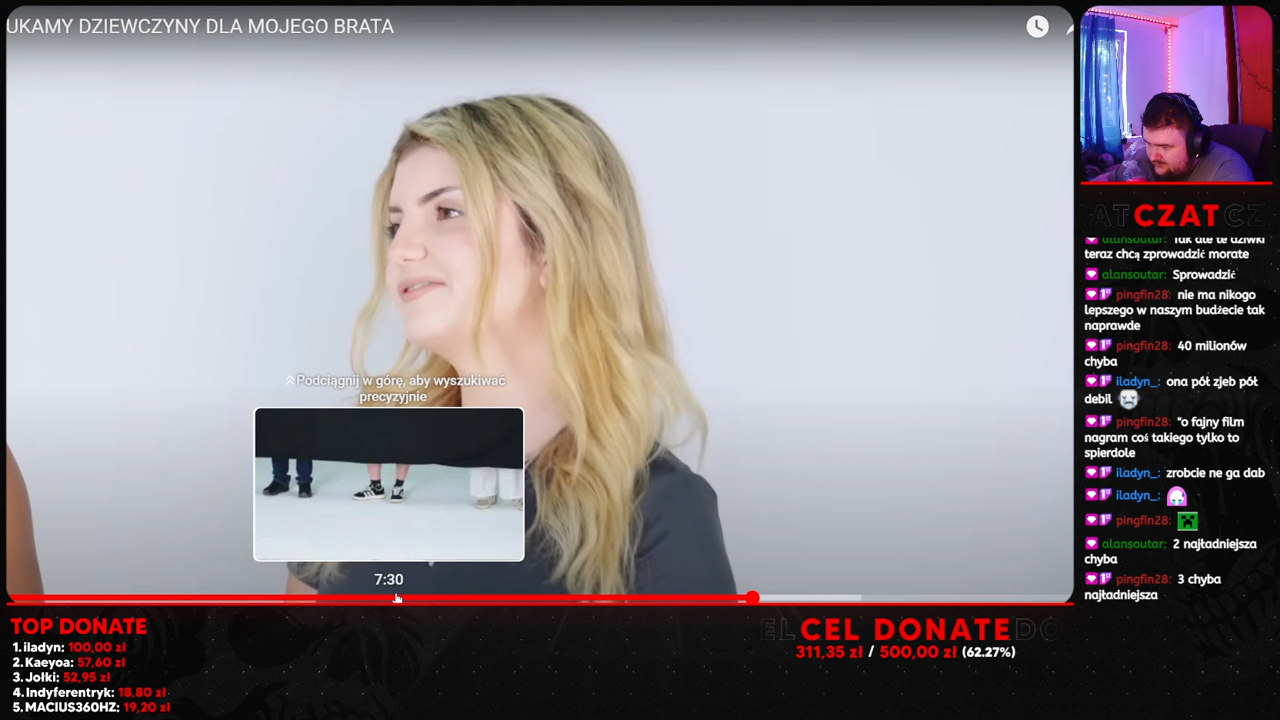 UKAMY DZIEWCZYNY DLA MOJEGO BRATA
Podciągnij w górę, aby wyszukiwać
precyzyjnie
7:30
CZAT
alansoutar: Tak ale te dziwki
teraz chcą zprowadzić morate
alansoutar: Sprowadzić
pingfin28: nie ma nikogo
lepszego w naszym budżecie tak
naprawde
pingfin28: 40 milionów
chyba
iladyn_: ona pół zjeb pół
debil
pingfin28: "o fajny film
nagram coś takiego tylko to
spierdole
iladyn_: zrobcie ne ga dab
iladyn_:
pingfin28:
alansoutar: 2 najładniejsza
chyba
pingfin28: 3 chyba
najładniejsza
TOP DONATE
1. iladyn: 100,00 zł
2. Kaeyoa: 57,60 zł
3. Jołki: 52,95 zł
4. Indyferentryk: 18,80 zł
5. MACIUS360HZ: 19,20 zł
EL CEL DONATE DO
311,35 zł / 500,00 zł (62.27%)